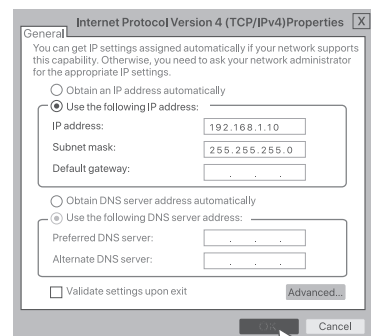 Internet Protocol Version 4 (TCP/IPv4)Properties X
General
You can get IP settings assigned automatically if your network supports
this capability. Otherwise, you need to ask your network administrator
for the appropriate IP settings.
Obtain an IP address automatically
Use the following IP address:
IP address: 192.168.1.10
Subnet mask: 255.255.255.0
Default gateway: . . .
Obtain DNS server address automatically
Use the following DNS server address:
Preferred DNS server: . . .
Alternate DNS server: . . .
Validate settings upon exit Advanced...
OK Cancel